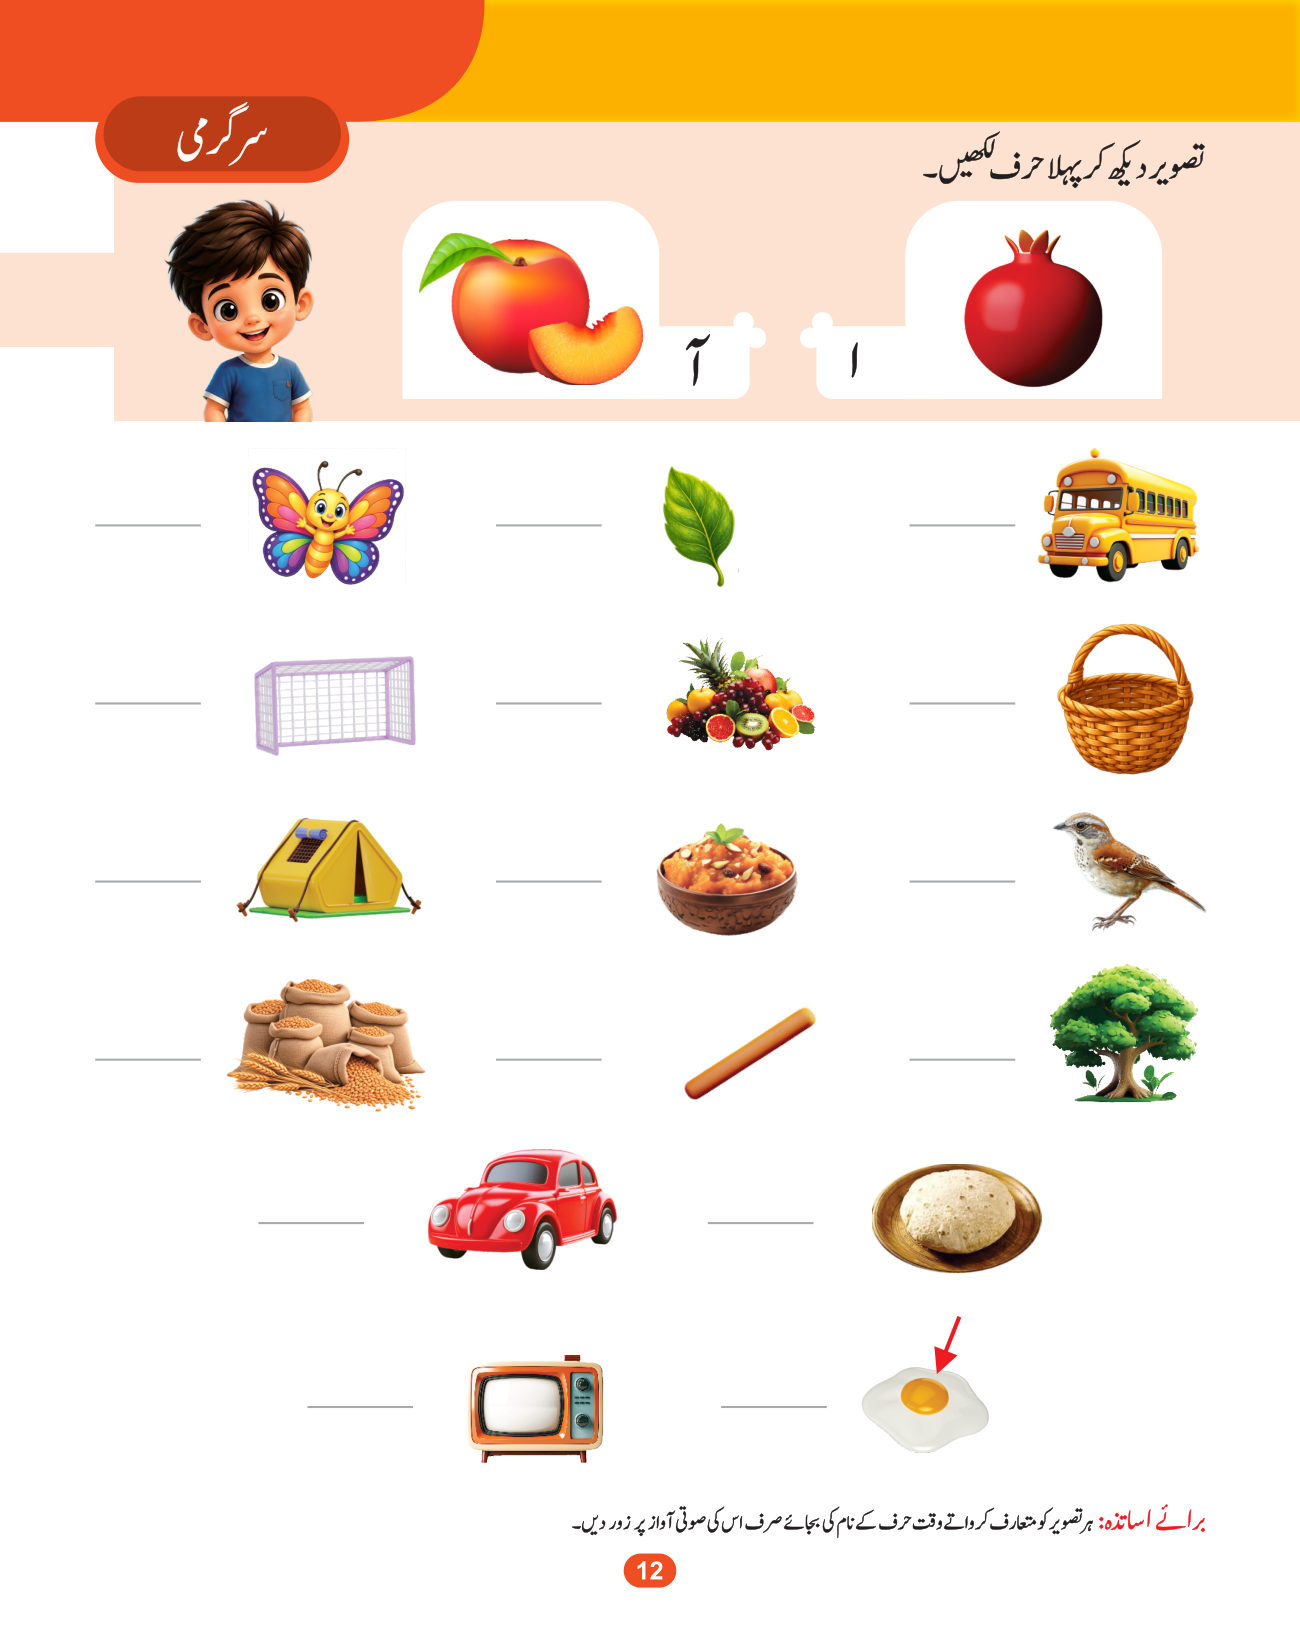 سرگرمی
تصویر دیکھ کر پہلا حرف لکھیں۔
ا
آ
برائے اساتذہ: ہر تصویر کو متعارف کرواتے وقت حرف کے نام کی بجائے صرف اس کی صوتی آواز پر زور دیں۔
12